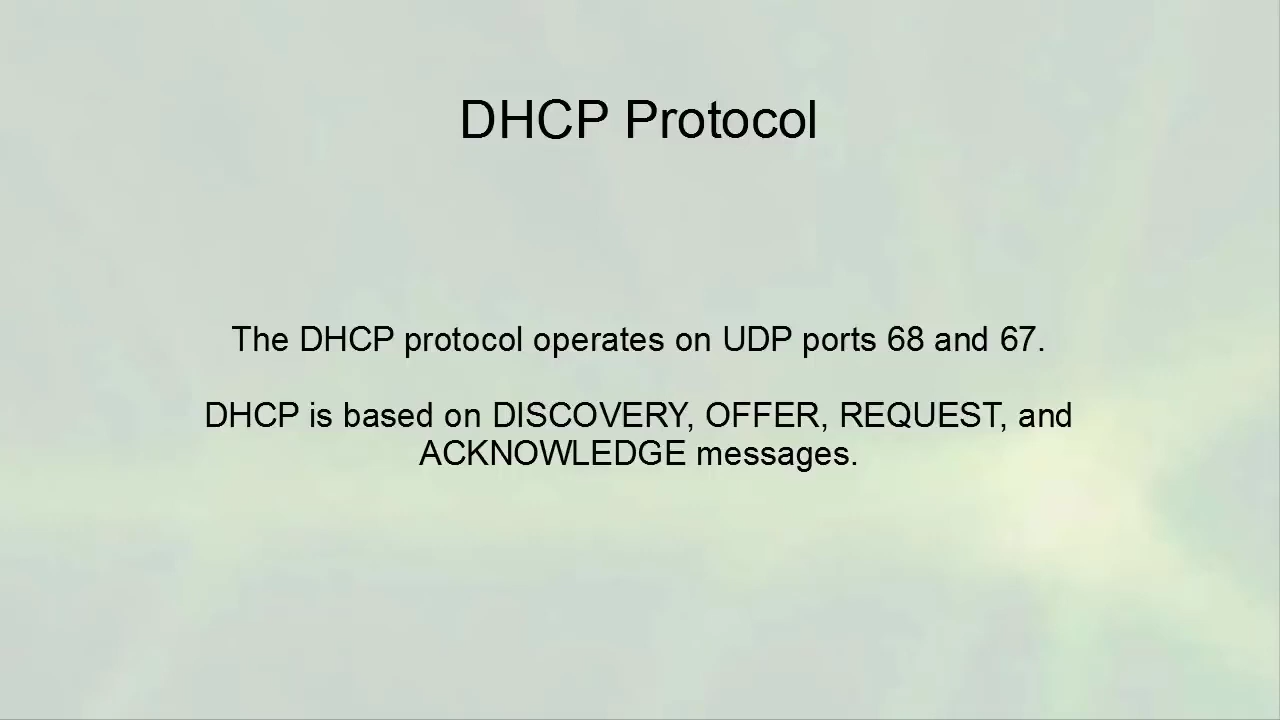 DHCP Protocol
The DHCP protocol operates on UDP ports 68 and 67.
DHCP is based on DISCOVERY, OFFER, REQUEST, and
ACKNOWLEDGE messages.